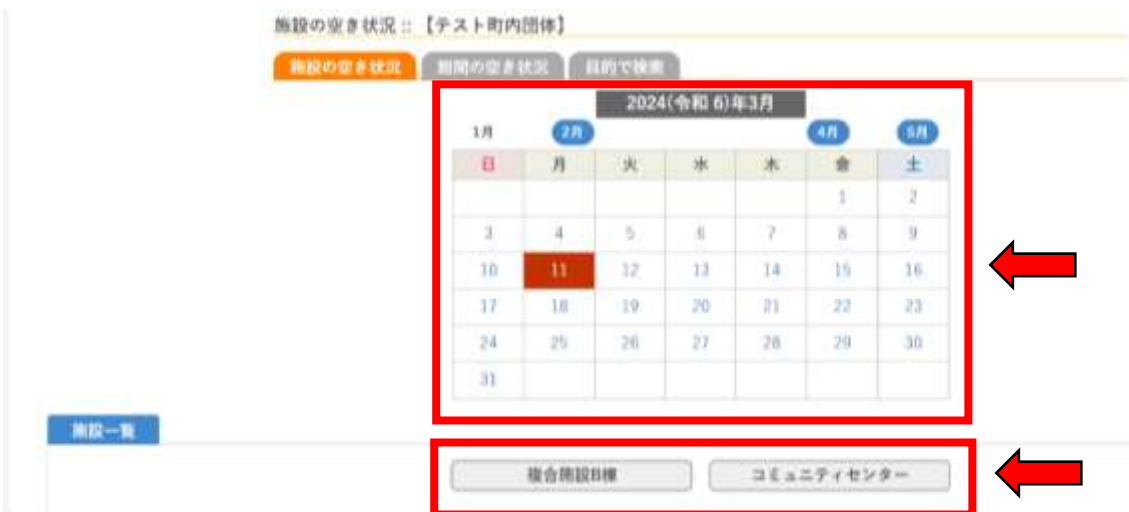 施設の空き状況 :: 【テスト町内団体】
施設の空き状況 期間の空き状況 目的で検索
2024(令和 6)年3月
1月 2月 4月 5月
日 月 火 水 木 金 土
1 2
3 4 5 6 7 8 9
10 11 12 13 14 15 16
17 18 19 20 21 22 23
24 25 26 27 28 29 30
31
施設一覧
複合施設B棟 コミュニティセンター